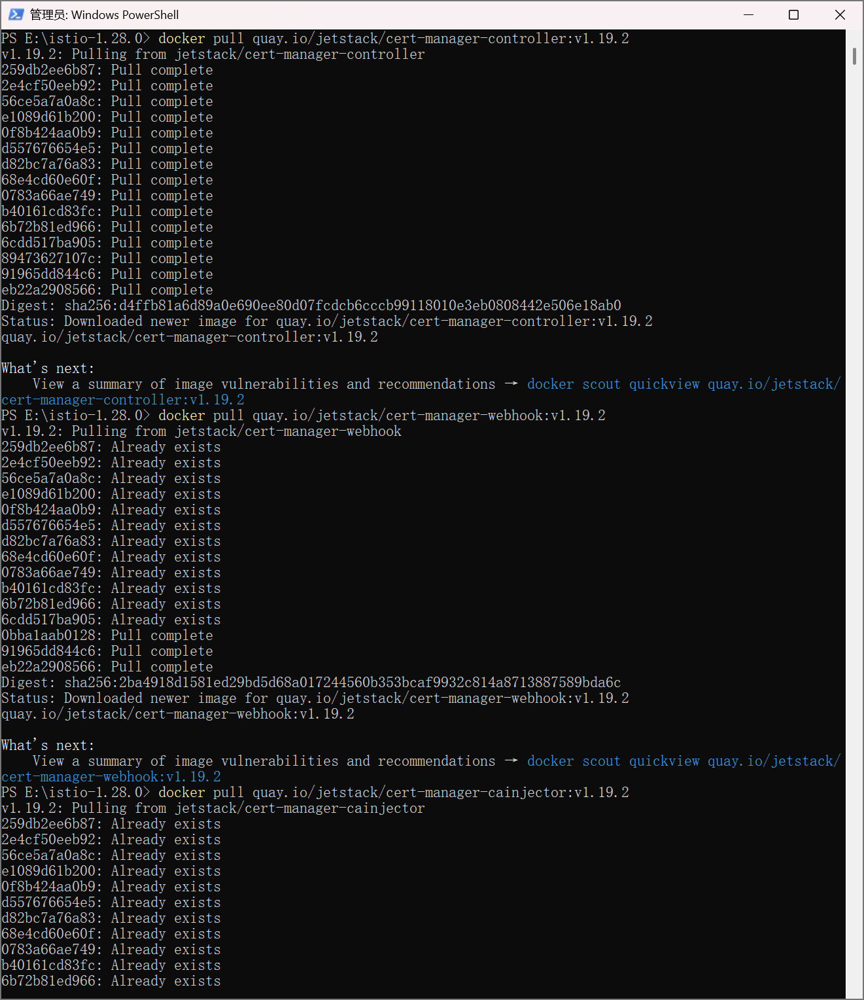 管理员: Windows PowerShell
PS E:\istio-1.28.0> docker pull quay.io/jetstack/cert-manager-controller:v1.19.2
v1.19.2: Pulling from jetstack/cert-manager-controller
259db2ee6b87: Pull complete
2e4cf50eeb92: Pull complete
56ce5a7a0a8c: Pull complete
e1089d61b200: Pull complete
0f8b424aa0b9: Pull complete
d557676654e5: Pull complete
d82bc7a76a83: Pull complete
68e4cd60e60f: Pull complete
0783a66ae749: Pull complete
b40161cd83fc: Pull complete
6b72b81ed966: Pull complete
6cdd517ba905: Pull complete
89473627107c: Pull complete
91965dd844c6: Pull complete
eb22a2908566: Pull complete
Digest: sha256:d4ffb81a6d89a0e690ee80d07fcdcb6cccb99118010e3eb0808442e506e18ab0
Status: Downloaded newer image for quay.io/jetstack/cert-manager-controller:v1.19.2
quay.io/jetstack/cert-manager-controller:v1.19.2
What's next:
View a summary of image vulnerabilities and recommendations → docker scout quickview quay.io/jetstack/
cert-manager-controller:v1.19.2
PS E:\istio-1.28.0> docker pull quay.io/jetstack/cert-manager-webhook:v1.19.2
v1.19.2: Pulling from jetstack/cert-manager-webhook
259db2ee6b87: Already exists
2e4cf50eeb92: Already exists
56ce5a7a0a8c: Already exists
e1089d61b200: Already exists
0f8b424aa0b9: Already exists
d557676654e5: Already exists
d82bc7a76a83: Already exists
68e4cd60e60f: Already exists
0783a66ae749: Already exists
b40161cd83fc: Already exists
6b72b81ed966: Already exists
6cdd517ba905: Already exists
0bba1aab0128: Pull complete
91965dd844c6: Pull complete
eb22a2908566: Pull complete
Digest: sha256:2ba4918d1581ed29bd5d68a017244560b353bcaf9932c814a8713887589bda6c
Status: Downloaded newer image for quay.io/jetstack/cert-manager-webhook:v1.19.2
quay.io/jetstack/cert-manager-webhook:v1.19.2
What's next:
View a summary of image vulnerabilities and recommendations → docker scout quickview quay.io/jetstack/
cert-manager-webhook:v1.19.2
PS E:\istio-1.28.0> docker pull quay.io/jetstack/cert-manager-cainjector:v1.19.2
v1.19.2: Pulling from jetstack/cert-manager-cainjector
259db2ee6b87: Already exists
2e4cf50eeb92: Already exists
56ce5a7a0a8c: Already exists
e1089d61b200: Already exists
0f8b424aa0b9: Already exists
d557676654e5: Already exists
d82bc7a76a83: Already exists
68e4cd60e60f: Already exists
0783a66ae749: Already exists
b40161cd83fc: Already exists
6b72b81ed966: Already exists